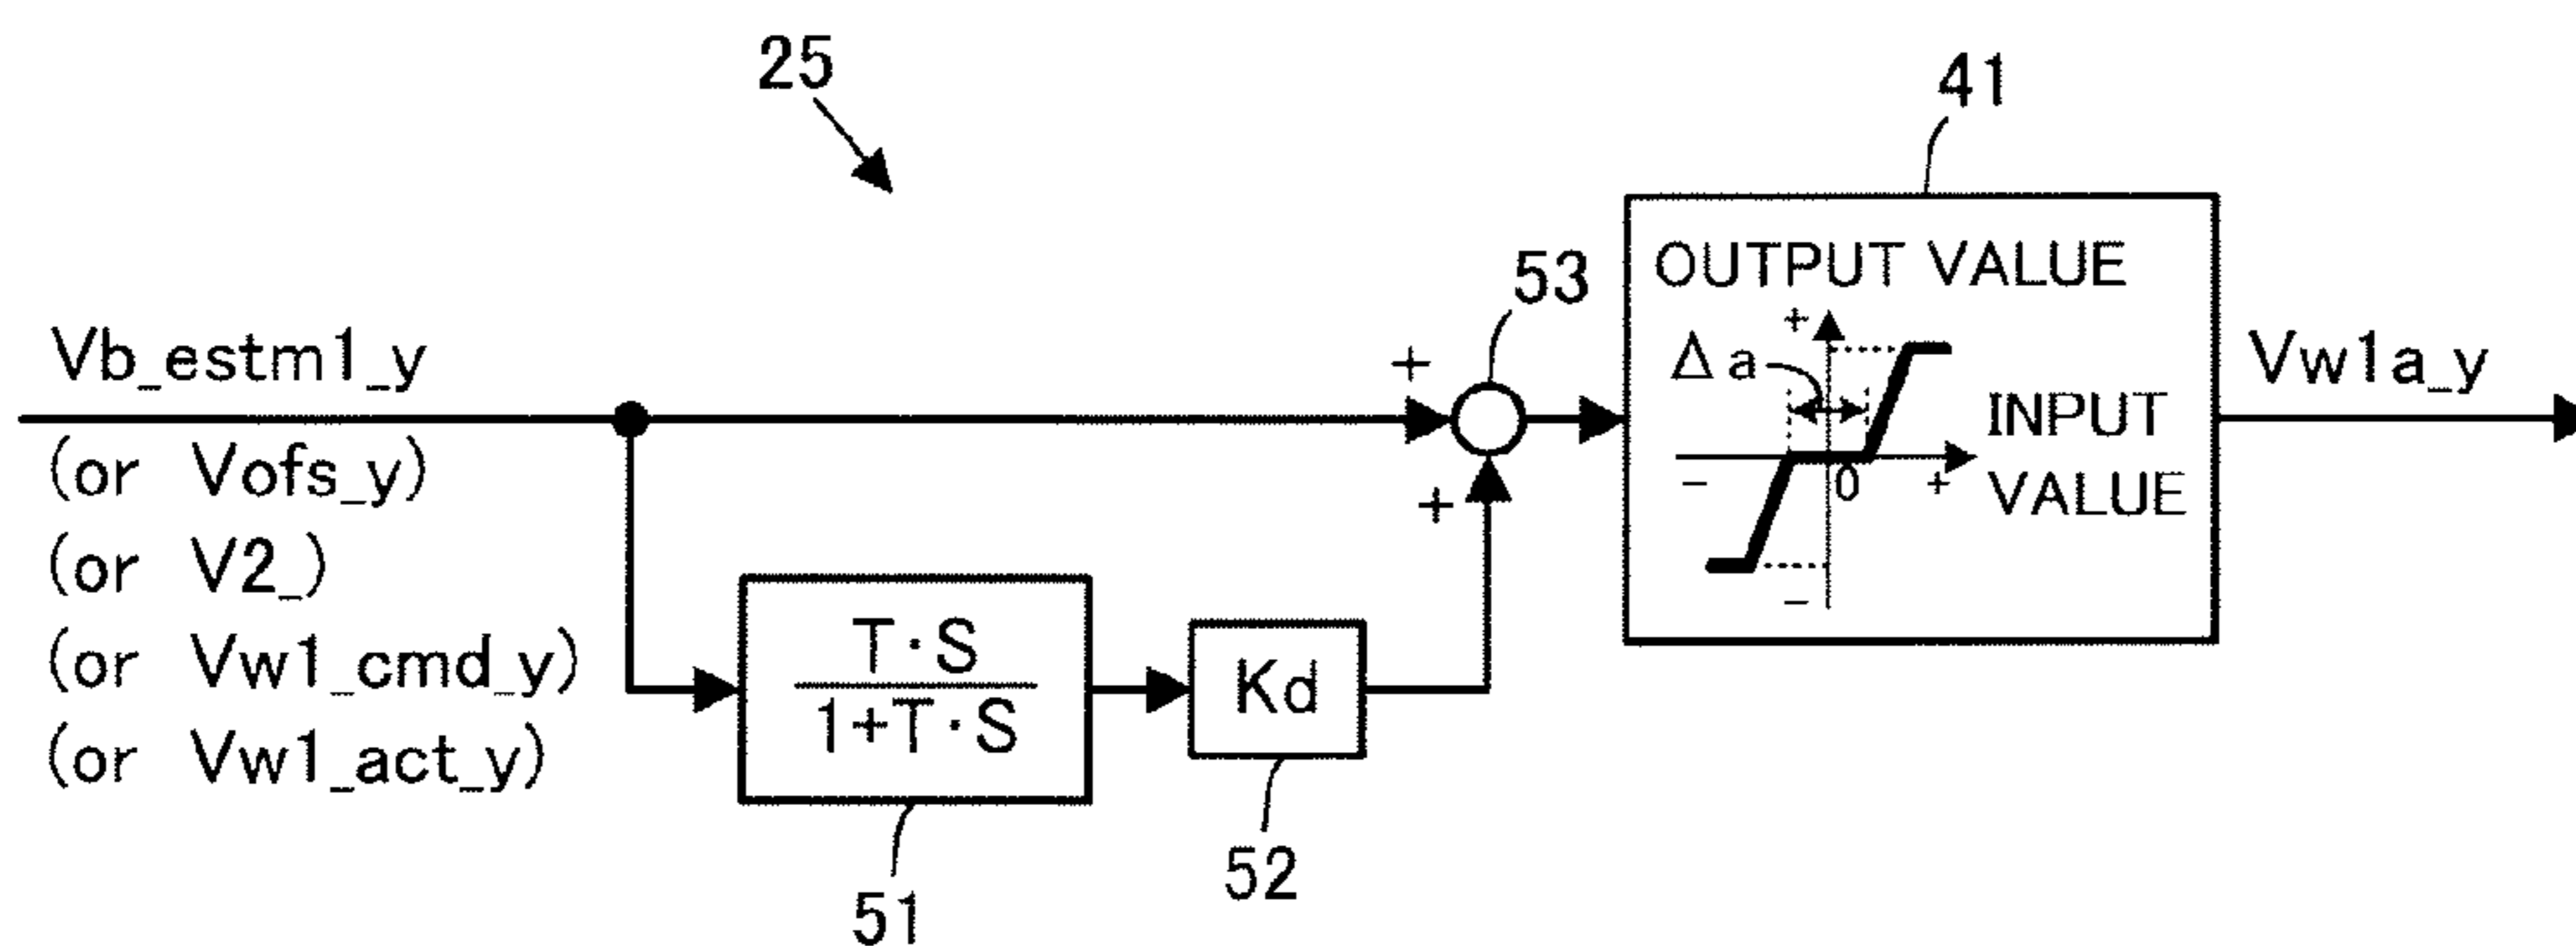 25
41
53
OUTPUT VALUE
+
Δa
INPUT
VALUE
-
0
+
-
Vb_estm1_y
(or Vofs_y)
(or V2_)
(or Vw1_cmd_y)
(or Vw1_act_y)
+
+
T·S
1+T·S
Kd
Vw1a_y
51
52